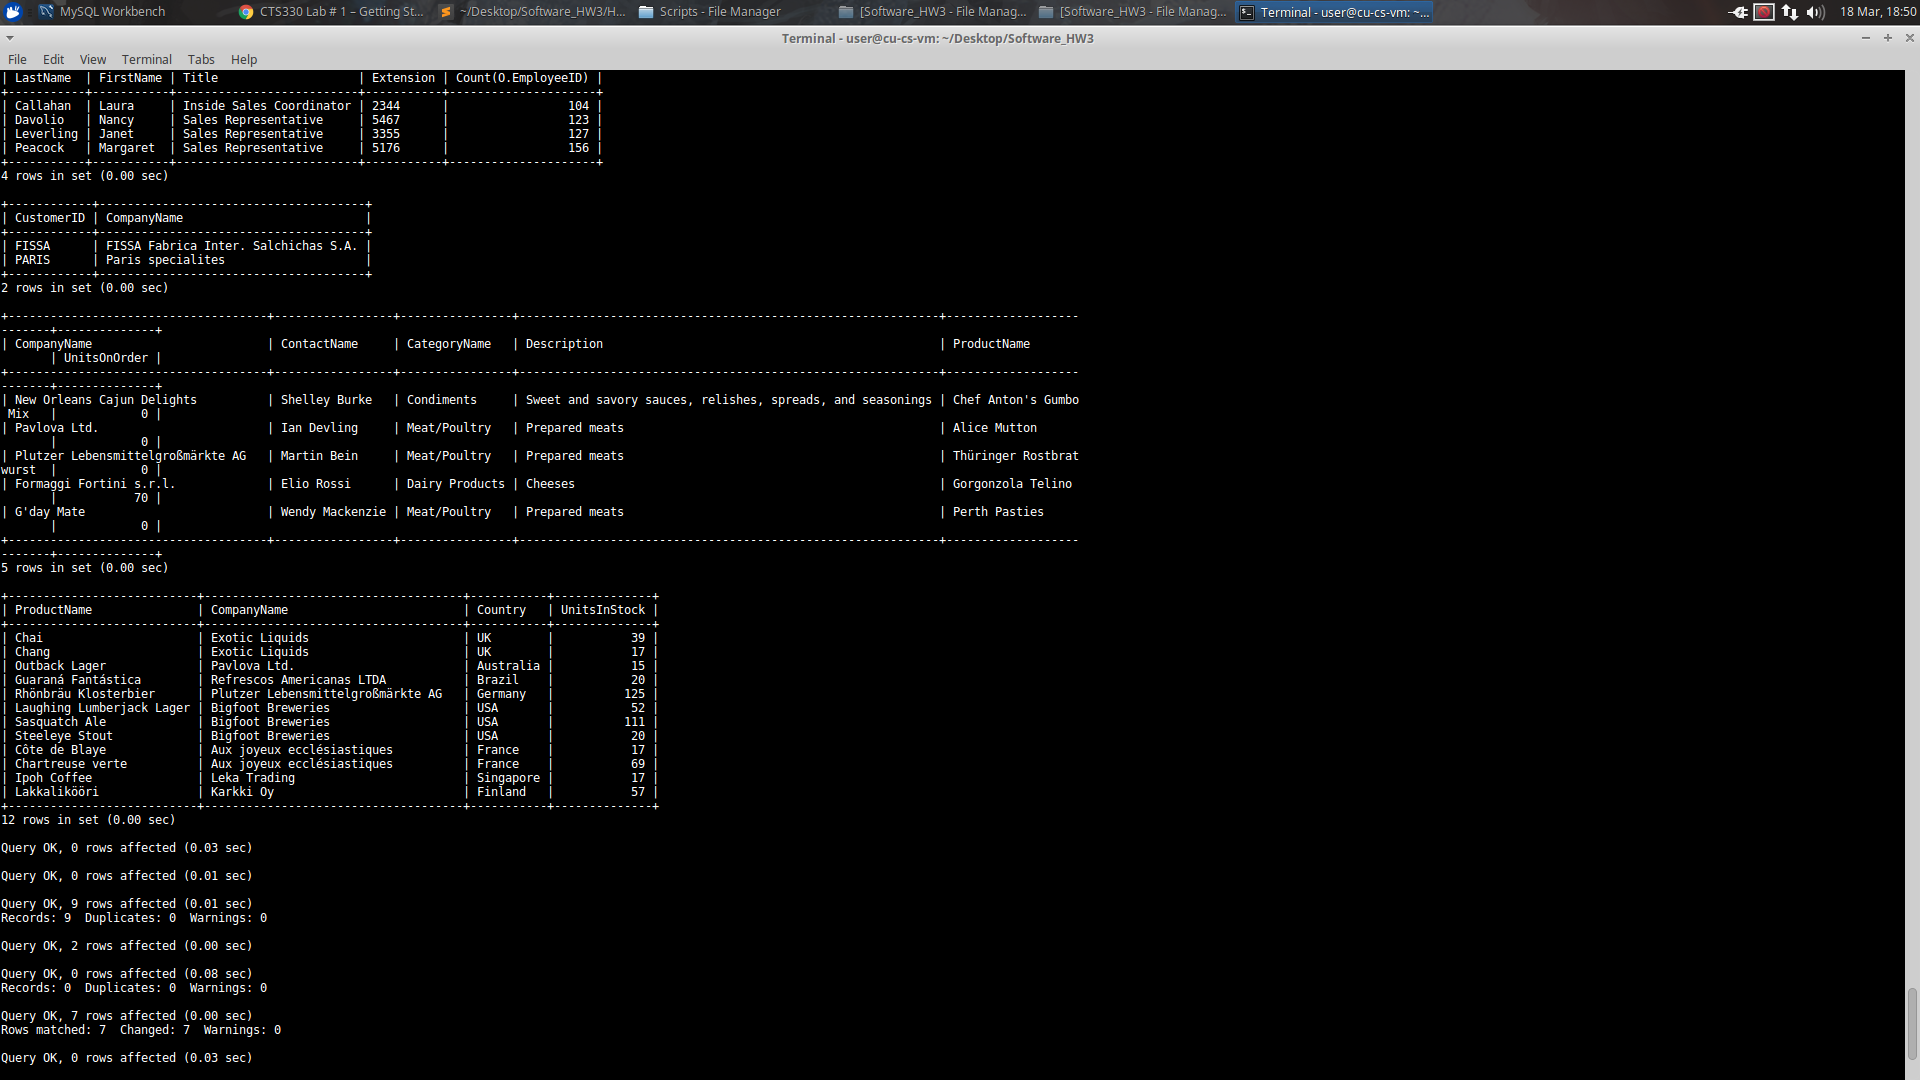 MySQL Workbench
CTS330 Lab # 1 – Getting St...
~/Desktop/Software_HW3/H...
Scripts - File Manager
[Software_HW3 - File Manag...
[Software_HW3 - File Manag...
Terminal - user@cu-cs-vm: ~...
18 Mar, 18:50
Terminal - user@cu-cs-vm: ~/Desktop/Software_HW3
File Edit View Terminal Tabs Help
| LastName | FirstName | Title | Extension | Count(O.EmployeeID) |
+----------+-----------+--------------------------+-----------+---------------------+
| Callahan | Laura | Inside Sales Coordinator | 2344 | 104 |
| Davolio | Nancy | Sales Representative | 5467 | 123 |
| Leverling | Janet | Sales Representative | 3355 | 127 |
| Peacock | Margaret | Sales Representative | 5176 | 156 |
+----------+-----------+--------------------------+-----------+---------------------+
4 rows in set (0.00 sec)
+------------+--------------------------------------+
| CustomerID | CompanyName |
+------------+--------------------------------------+
| FISSA | FISSA Fabrica Inter. Salchichas S.A. |
| PARIS | Paris specialites |
+------------+--------------------------------------+
2 rows in set (0.00 sec)
+-------------------------------------+-----------------+----------------+------------------------------------------------------------+-------------------
-------+--------------+
| CompanyName | ContactName | CategoryName | Description | ProductName
| UnitsOnOrder |
+-------------------------------------+-----------------+----------------+------------------------------------------------------------+-------------------
-------+--------------+
| New Orleans Cajun Delights | Shelley Burke | Condiments | Sweet and savory sauces, relishes, spreads, and seasonings | Chef Anton's Gumbo
Mix | 0 |
| Pavlova Ltd. | Ian Devling | Meat/Poultry | Prepared meats | Alice Mutton
| 0 |
| Plutzer Lebensmittelgroßmärkte AG | Martin Bein | Meat/Poultry | Prepared meats | Thüringer Rostbrat
wurst | 0 |
| Formaggi Fortini s.r.l. | Elio Rossi | Dairy Products | Cheeses | Gorgonzola Telino
| 70 |
| G'day Mate | Wendy Mackenzie | Meat/Poultry | Prepared meats | Perth Pasties
| 0 |
+-------------------------------------+-----------------+----------------+------------------------------------------------------------+-------------------
-------+--------------+
5 rows in set (0.00 sec)
+---------------------------+-------------------------------------+-----------+--------------+
| ProductName | CompanyName | Country | UnitsInStock |
+---------------------------+-------------------------------------+-----------+--------------+
| Chai | Exotic Liquids | UK | 39 |
| Chang | Exotic Liquids | UK | 17 |
| Outback Lager | Pavlova Ltd. | Australia | 15 |
| Guaraná Fantástica | Refrescos Americanas LTDA | Brazil | 20 |
| Rhönbräu Klosterbier | Plutzer Lebensmittelgroßmärkte AG | Germany | 125 |
| Laughing Lumberjack Lager | Bigfoot Breweries | USA | 52 |
| Sasquatch Ale | Bigfoot Breweries | USA | 111 |
| Steeleye Stout | Bigfoot Breweries | USA | 20 |
| Côte de Blaye | Aux joyeux ecclésiastiques | France | 17 |
| Chartreuse verte | Aux joyeux ecclésiastiques | France | 69 |
| Ipoh Coffee | Leka Trading | Singapore | 17 |
| Lakkalikööri | Karkki Oy | Finland | 57 |
+---------------------------+-------------------------------------+-----------+--------------+
12 rows in set (0.00 sec)
Query OK, 0 rows affected (0.03 sec)
Query OK, 0 rows affected (0.01 sec)
Query OK, 9 rows affected (0.01 sec)
Records: 9 Duplicates: 0 Warnings: 0
Query OK, 2 rows affected (0.00 sec)
Query OK, 0 rows affected (0.08 sec)
Records: 0 Duplicates: 0 Warnings: 0
Query OK, 7 rows affected (0.00 sec)
Rows matched: 7 Changed: 7 Warnings: 0
Query OK, 0 rows affected (0.03 sec)